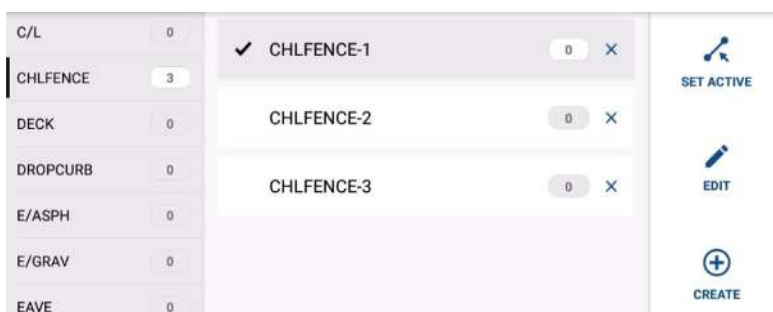 C/L 0
CHLFENCE 3
DECK 0
DROPCURB 0
E/ASPH 0
E/GRAV 0
EAVE 0
CHLFENCE-1 0
CHLFENCE-2 0
CHLFENCE-3 0
SET ACTIVE
EDIT
CREATE